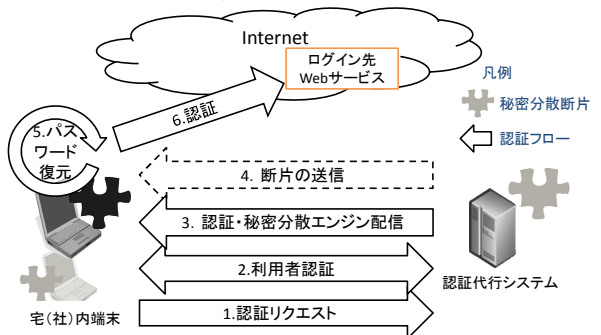 Internet
ログイン先
Webサービス
凡例
秘密分散断片
認証フロー
6.認証
5.パス
ワード
復元
4. 断片の送信
3. 認証・秘密分散エンジン配信
2.利用者認証
1.認証リクエスト
認証代行システム
宅(社)内端末